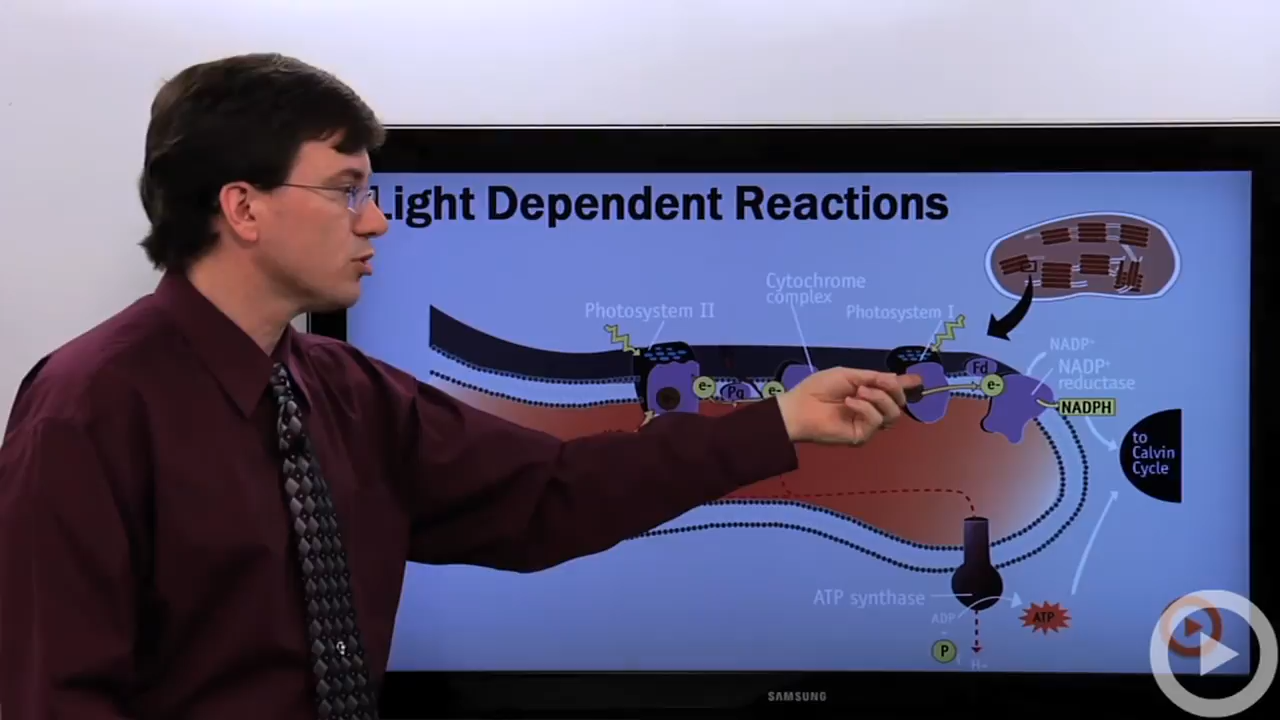 Light Dependent Reactions
Cytochrome
complex
Photosystem II
Photosystem I
NADP+
NADP+
reductase
Fd
e-
Pq
e-
e-
NADPH
to
Calvin
Cycle
ATP synthase
ADP
ATP
P
SAMSUNG